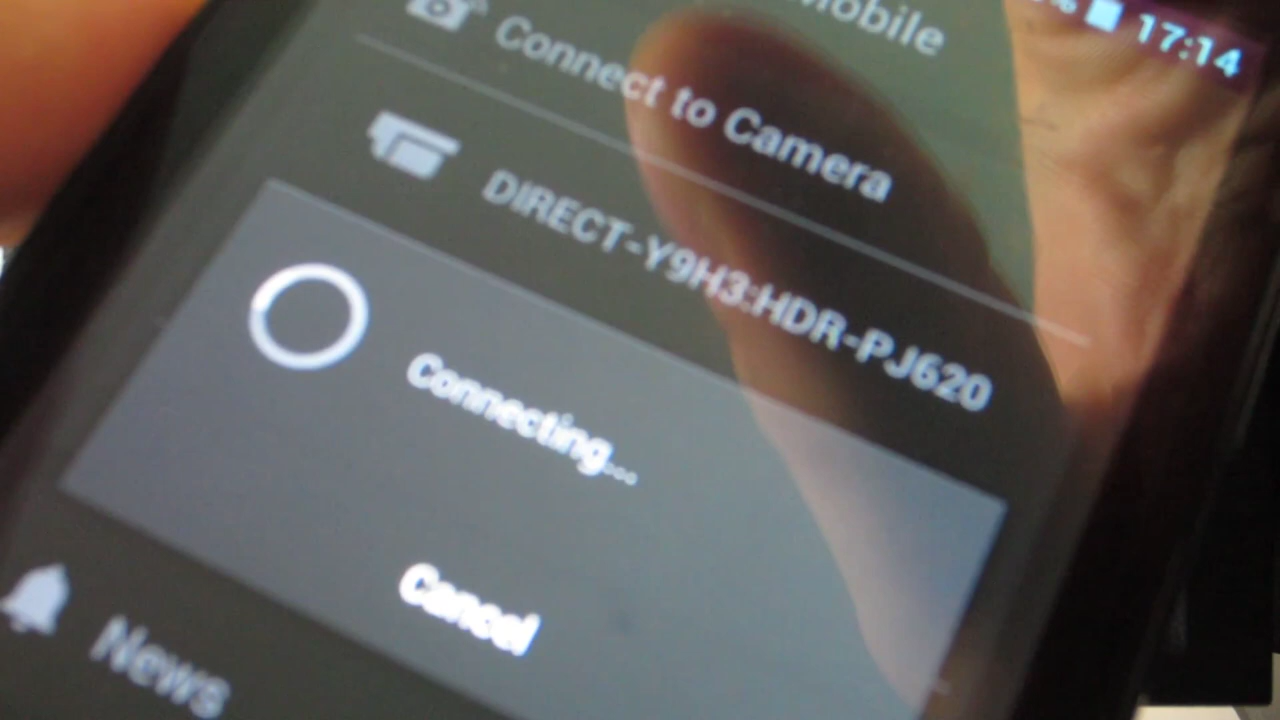 Mobile
17:14
Connect to Camera
DIRECT-Y9H3:HDR-PJ620
Connecting...
Cancel
News